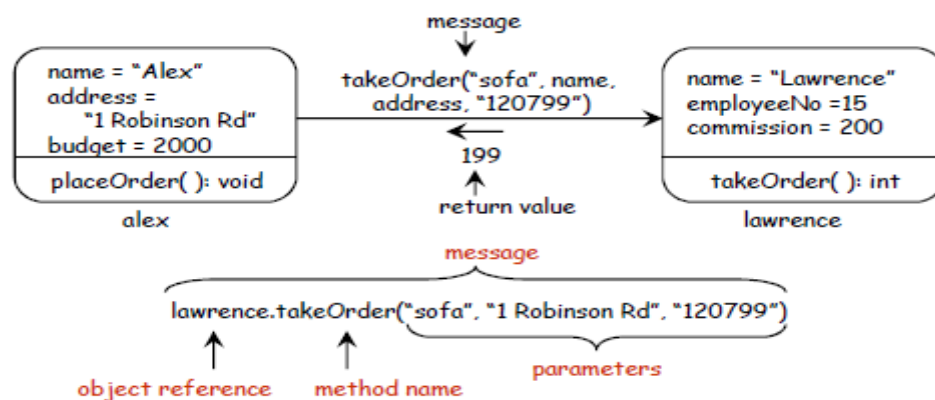 message
name = “Alex”
address =
“1 Robinson Rd”
budget = 2000
placeOrder( ): void
alex
takeOrder(“sofa”, name,
address, “120799”)
199
return value
name = “Lawrence”
employeeNo =15
commission = 200
takeOrder( ): int
lawrence
message
lawrence.takeOrder(“sofa”, “1 Robinson Rd”, “120799”)
object reference
method name
parameters